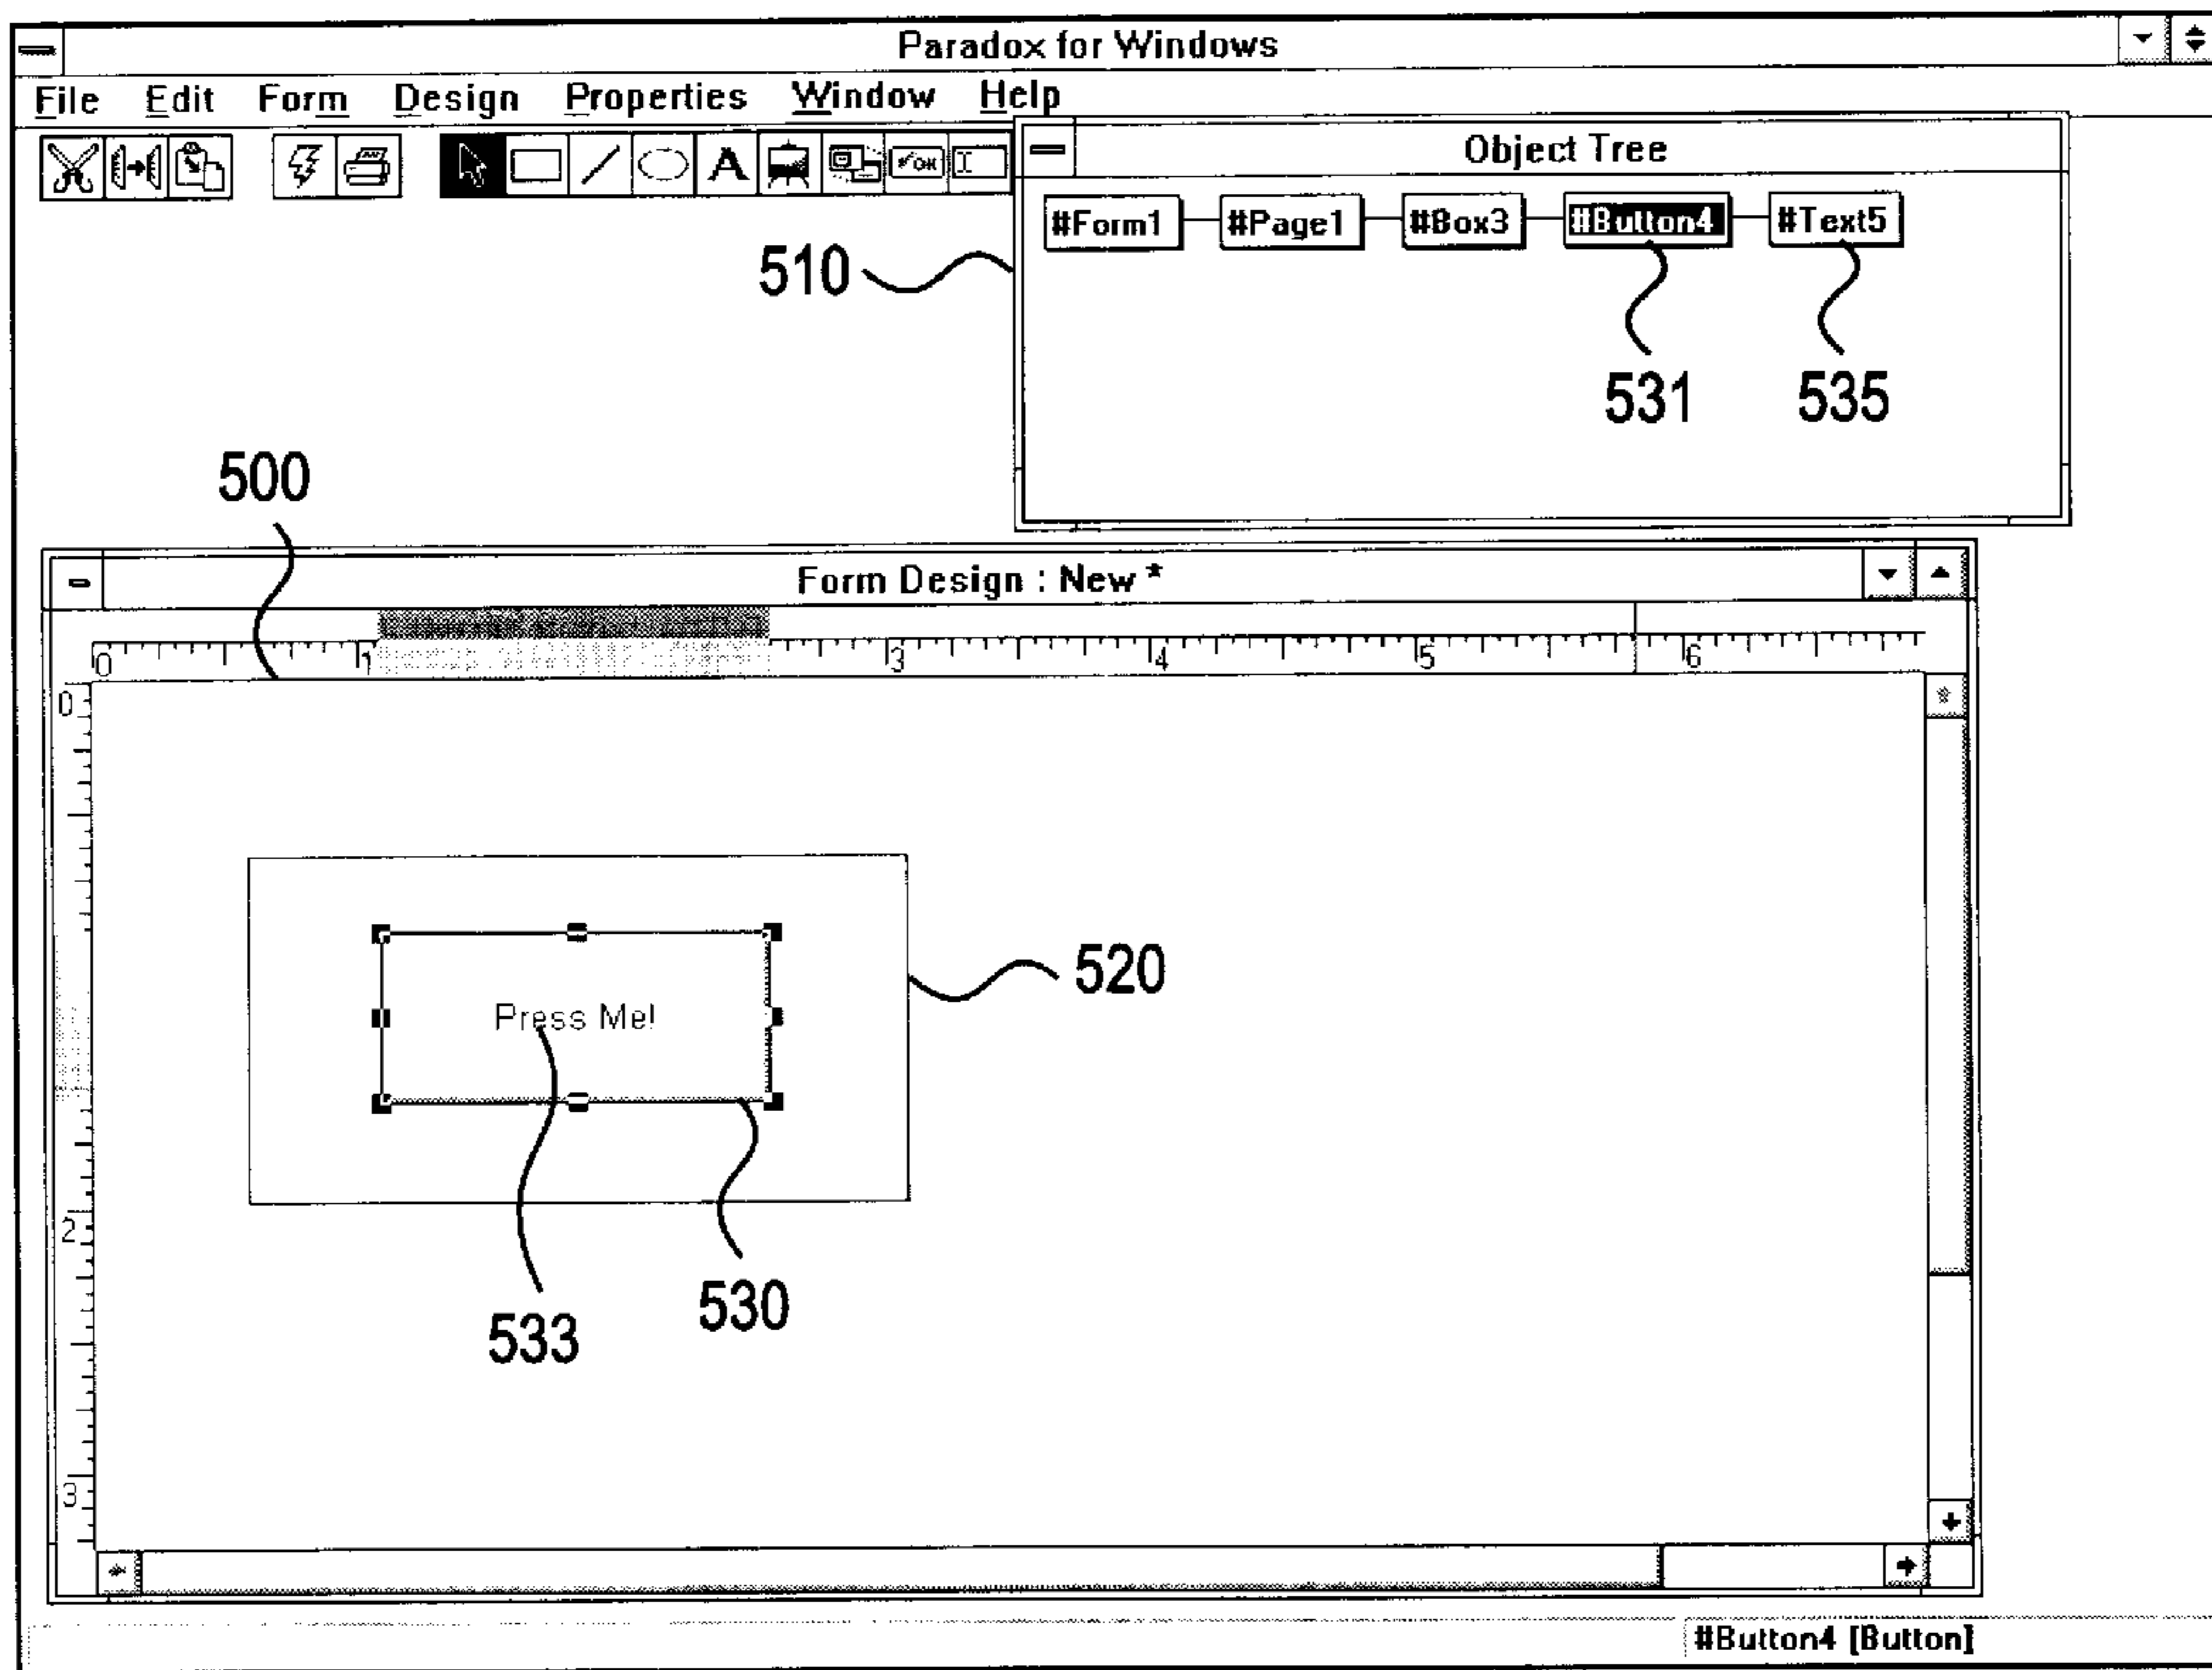 Paradox for Windows
File Edit Form Design Properties Window Help
A OK
Object Tree
#Form1 #Page1 #Box3 #Button4 #Text5
510
531 535
500
Form Design : New *
0 1 3 4 5 6
0
Press Me!
520
2
533 530
3
#Button4 [Button]